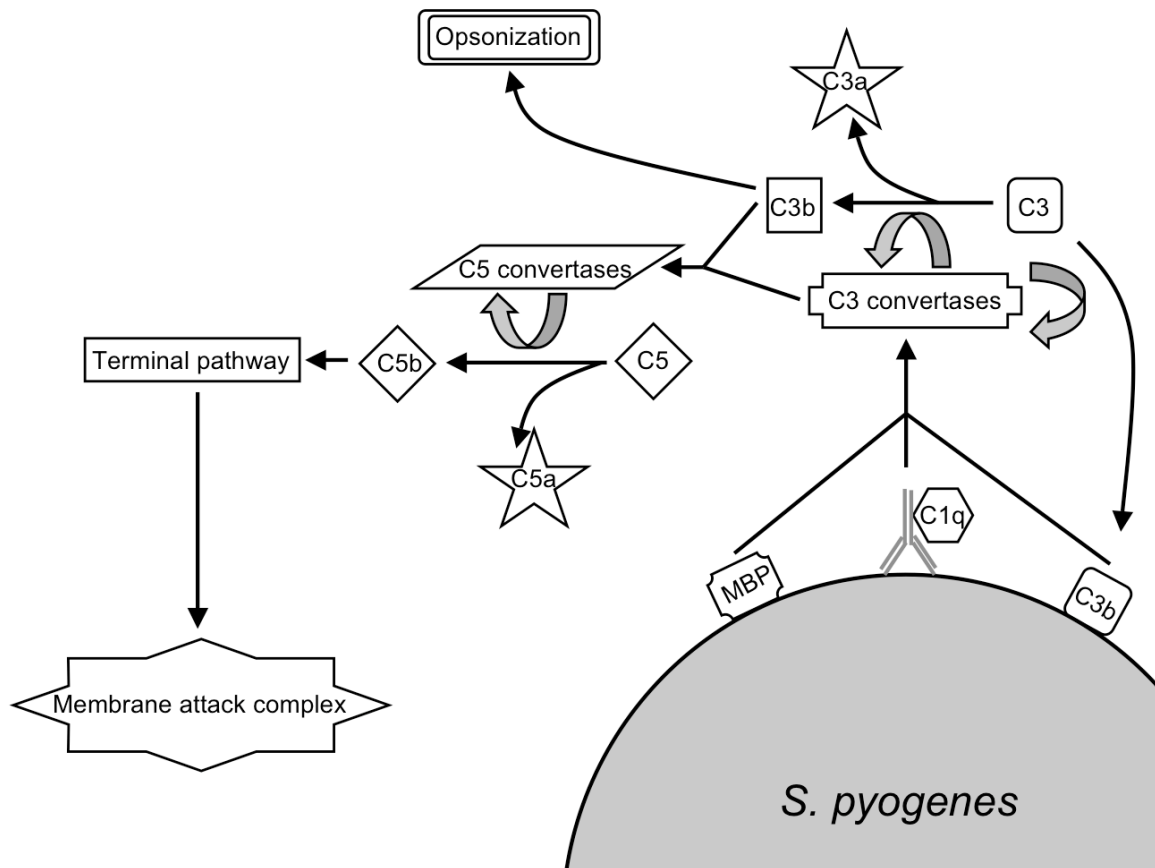 Opsonization
C3a
C3b
C3
C5 convertases
C3 convertases
Terminal pathway
C5b
C5
C5a
C1q
MBP
C3b
Membrane attack complex
S. pyogenes